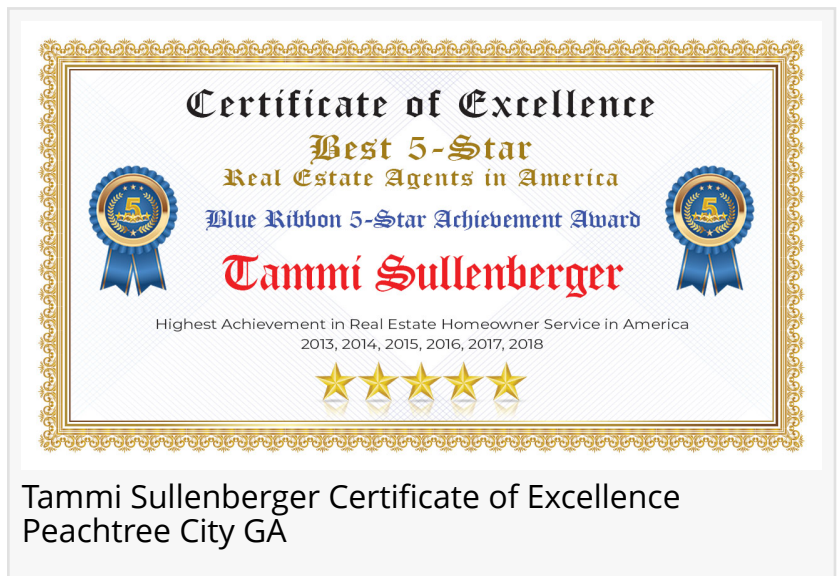 Certificate of Excellence
Best 5-Star
Real Estate Agents in America
Blue Ribbon 5-Star Achievement Award
5
5
Tammi Sullenberger
Highest Achievement in Real Estate Homeowner Service in America
2013, 2014, 2015, 2016, 2017, 2018
Tammi Sullenberger Certificate of Excellence
Peachtree City GA